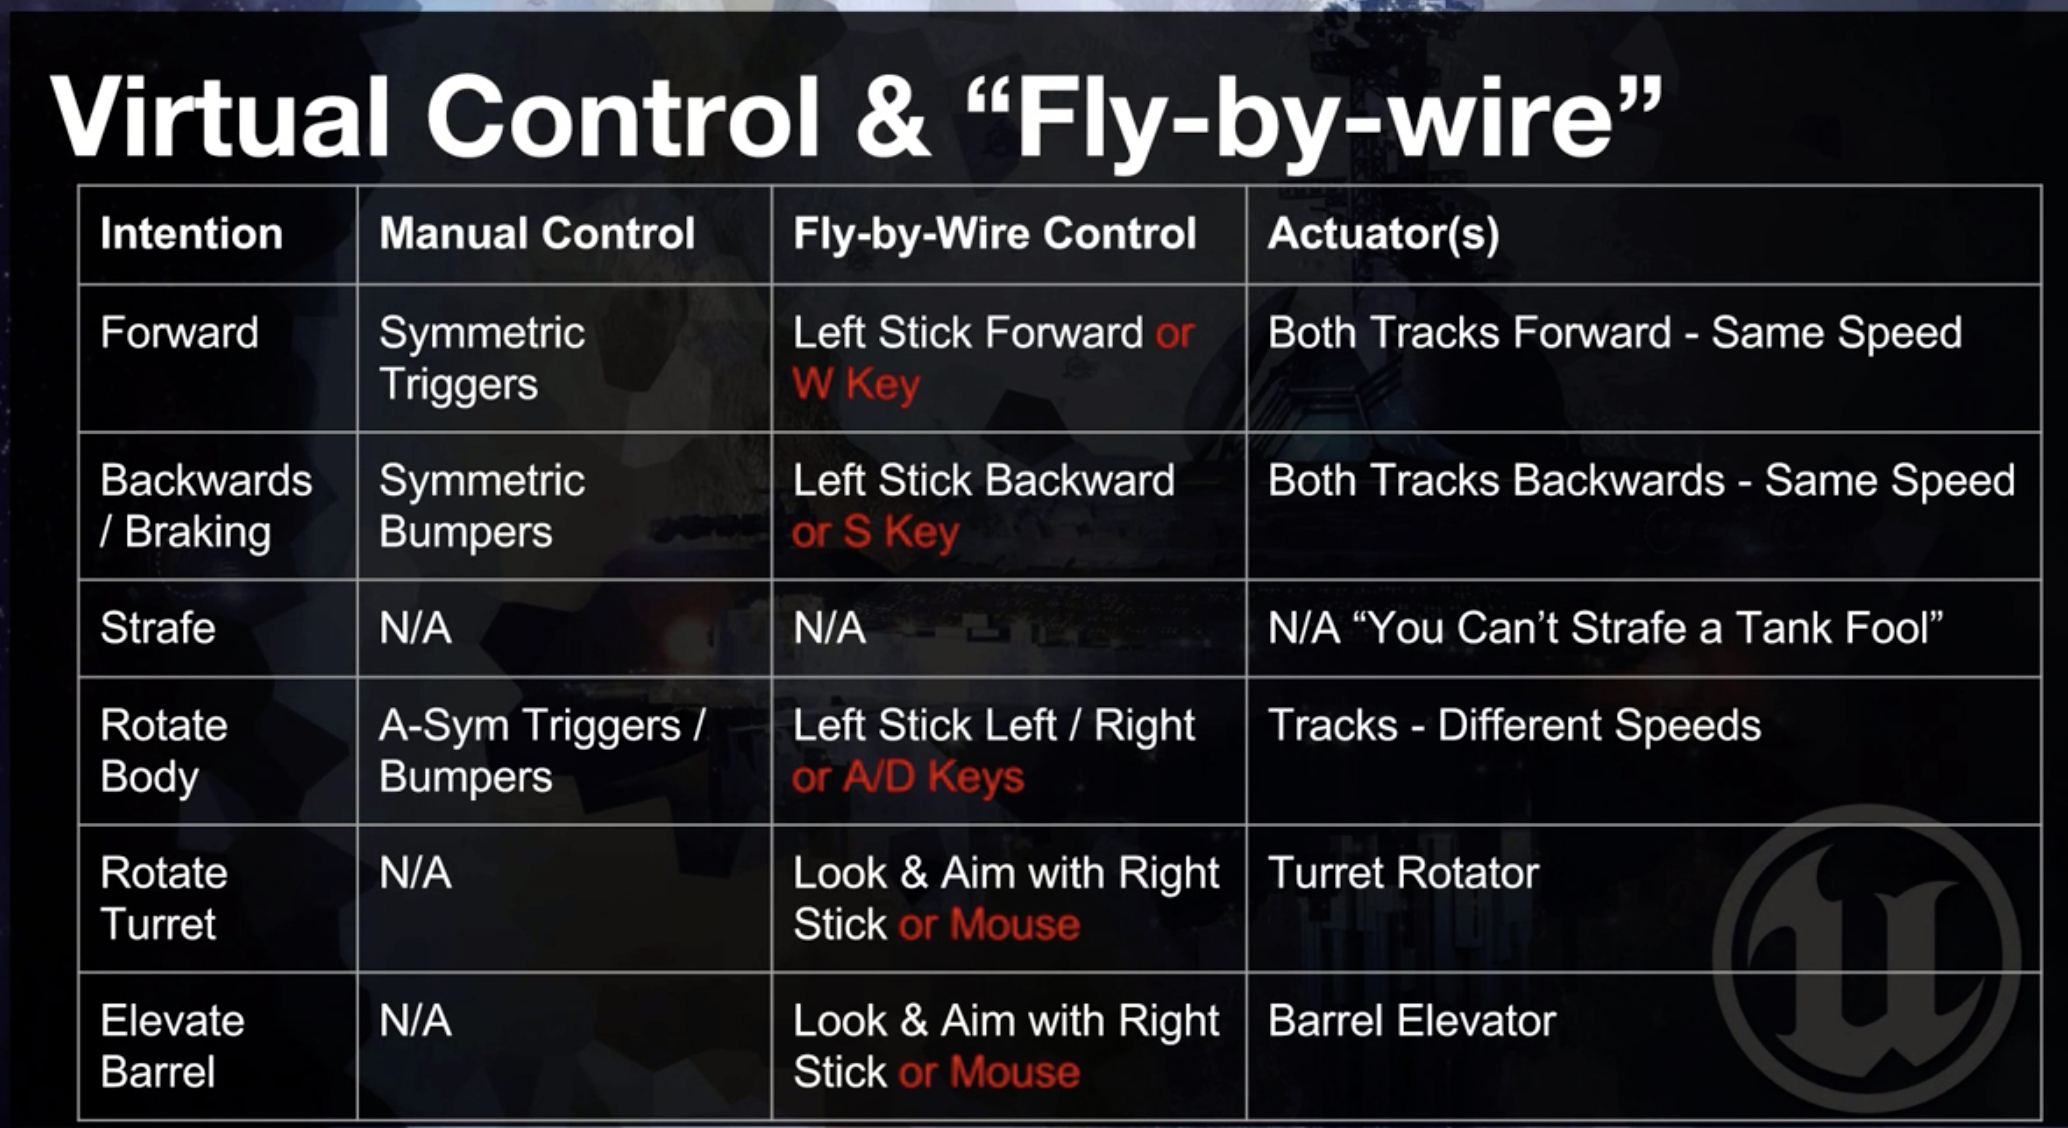 Virtual Control & “Fly-by-wire”
Intention
Manual Control
Fly-by-Wire Control
Actuator(s)
Forward
Symmetric
Triggers
Left Stick Forward or
W Key
Both Tracks Forward - Same Speed
Backwards
/ Braking
Symmetric
Bumpers
Left Stick Backward
or S Key
Both Tracks Backwards - Same Speed
Strafe
N/A
N/A
N/A “You Can’t Strafe a Tank Fool”
Rotate
Body
A-Sym Triggers /
Bumpers
Left Stick Left / Right
or A/D Keys
Tracks - Different Speeds
Rotate
Turret
N/A
Look & Aim with Right
Stick or Mouse
Turret Rotator
Elevate
Barrel
N/A
Look & Aim with Right
Stick or Mouse
Barrel Elevator